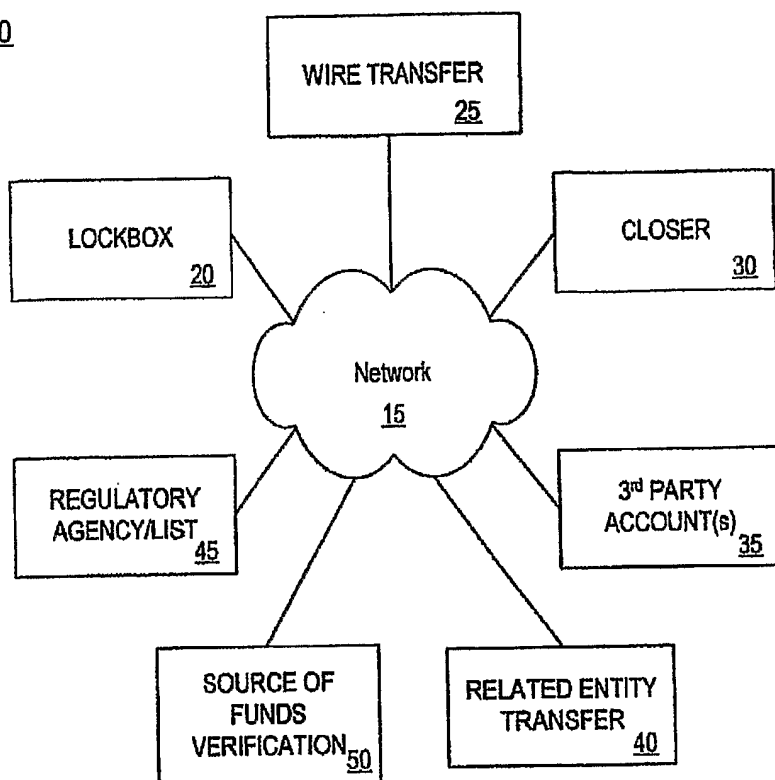 0
WIRE TRANSFER
25
LOCKBOX
20
CLOSER
30
Network
15
REGULATORY
AGENCY/LIST
45
3rd PARTY
ACCOUNT(s)
35
SOURCE OF
FUNDS
VERIFICATION
50
RELATED ENTITY
TRANSFER
40